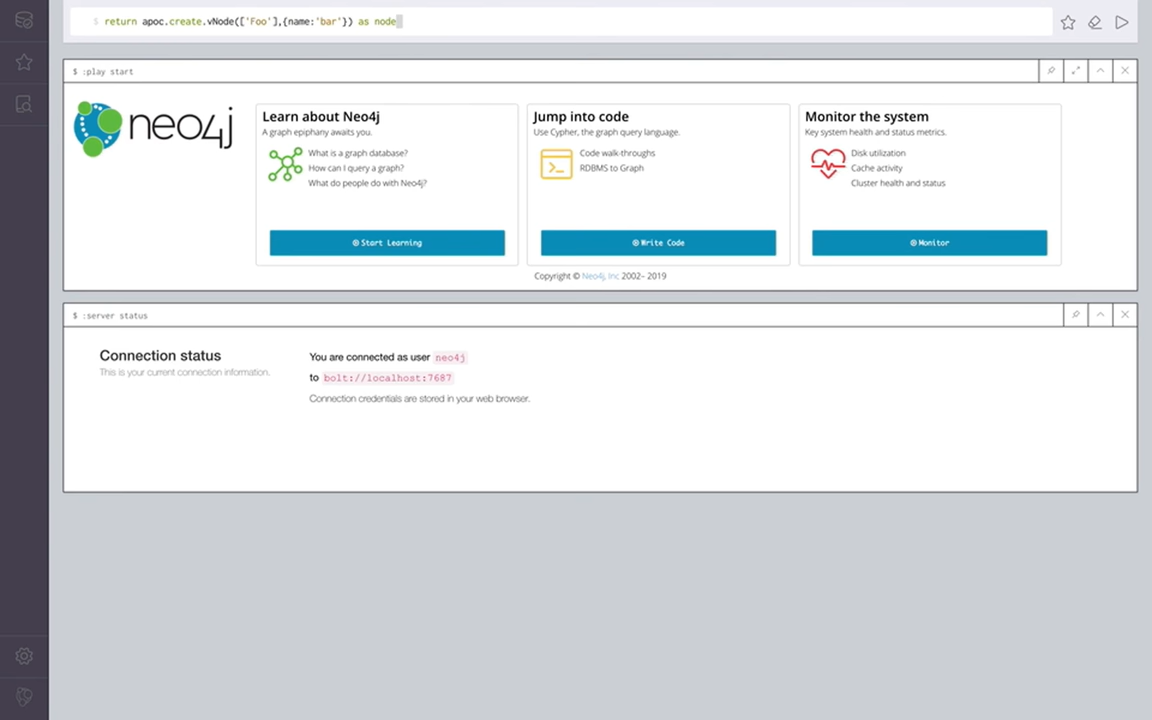 $ return apoc.create.vNode(['Foo'],{name:'bar'}) as node
$ :play start
neo4j
Learn about Neo4j
A graph epiphany awaits you.
What is a graph database?
How can I query a graph?
What do people do with Neo4j?
Start Learning
Jump into code
Use Cypher, the graph query language.
Code walk-throughs
RDBMS to Graph
Write Code
Monitor the system
Key system health and status metrics.
Disk utilization
Cache activity
Cluster health and status
Monitor
Copyright © Neo4j, Inc 2002– 2019
$ :server status
Connection status
This is your current connection information.
You are connected as user neo4j
to bolt://localhost:7687
Connection credentials are stored in your web browser.